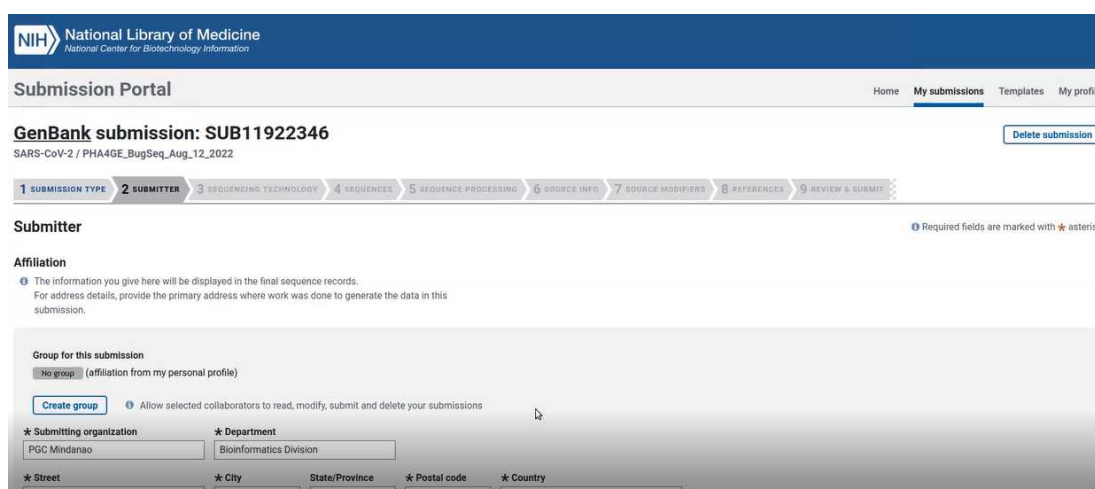 NIH National Library of Medicine
National Center for Biotechnology Information
Submission Portal
Home My submissions Templates My profi
GenBank submission: SUB11922346
Delete submission
SARS-CoV-2 / PHA4GE_BugSeq_Aug_12_2022
1 SUBMISSION TYPE 2 SUBMITTER 3 SEQUENCING TECHNOLOGY 4 SEQUENCES 5 SEQUENCE PROCESSING 6 SOURCE INFO 7 SOURCE MODIFIERS 8 REFERENCES 9 REVIEW & SUBMIT
Submitter
Required fields are marked with * asteris
Affiliation
The information you give here will be displayed in the final sequence records.
For address details, provide the primary address where work was done to generate the data in this
submission.
Group for this submission
No group (affiliation from my personal profile)
Create group Allow selected collaborators to read, modify, submit and delete your submissions
* Submitting organization * Department
PGC Mindanao Bioinformatics Division
* Street * City State/Province * Postal code * Country